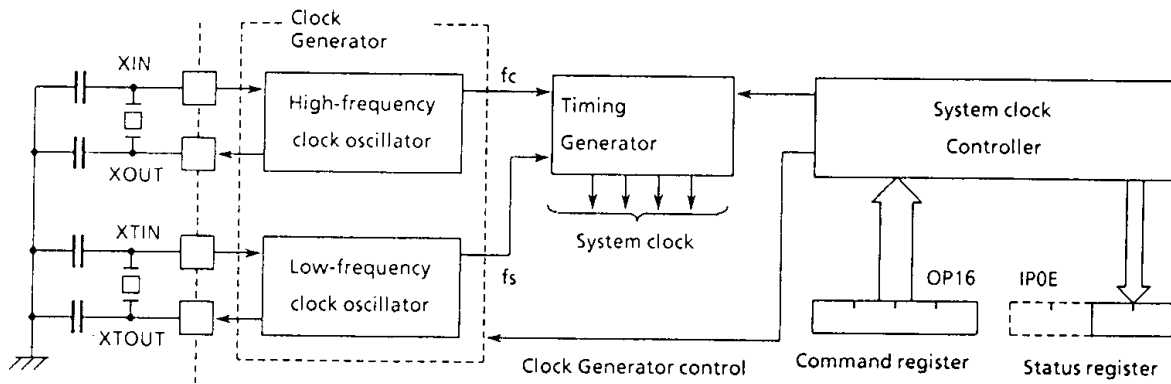 Clock
Generator
XIN
High-frequency
clock oscillator
XOUT
fc
Timing
Generator
System clock
Controller
System clock
XTIN
Low-frequency
clock oscillator
XTOUT
fs
OP16
IP0E
Clock Generator control
Command register
Status register